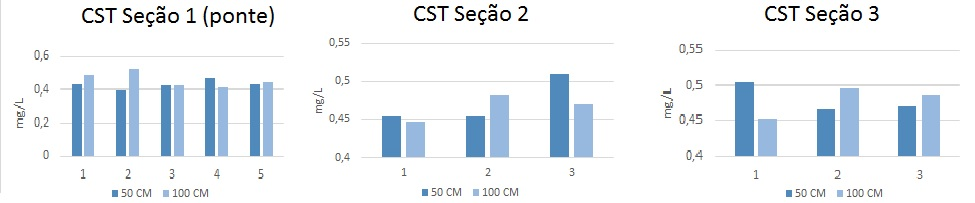 CST Seção 1 (ponte)
0,6
0,4
0,2
0
mg/L
1 2 3 4 5
50 CM 100 CM
CST Seção 2
0,55
0,5
0,45
0,4
mg/L
1 2 3
50 CM 100 CM
CST Seção 3
0,55
0,5
0,45
0,4
mg/L
1 2 3
50 CM 100 CM